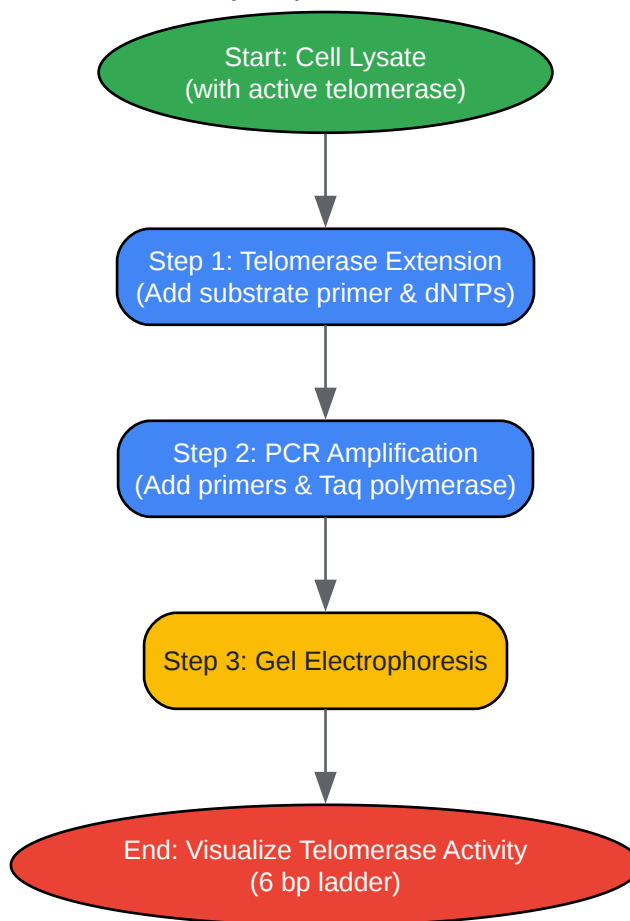 Start: Cell Lysate
(with active telomerase)
Step 1: Telomerase Extension
(Add substrate primer & dNTPs)
Step 2: PCR Amplification
(Add primers & Taq polymerase)
Step 3: Gel Electrophoresis
End: Visualize Telomerase Activity
(6 bp ladder)